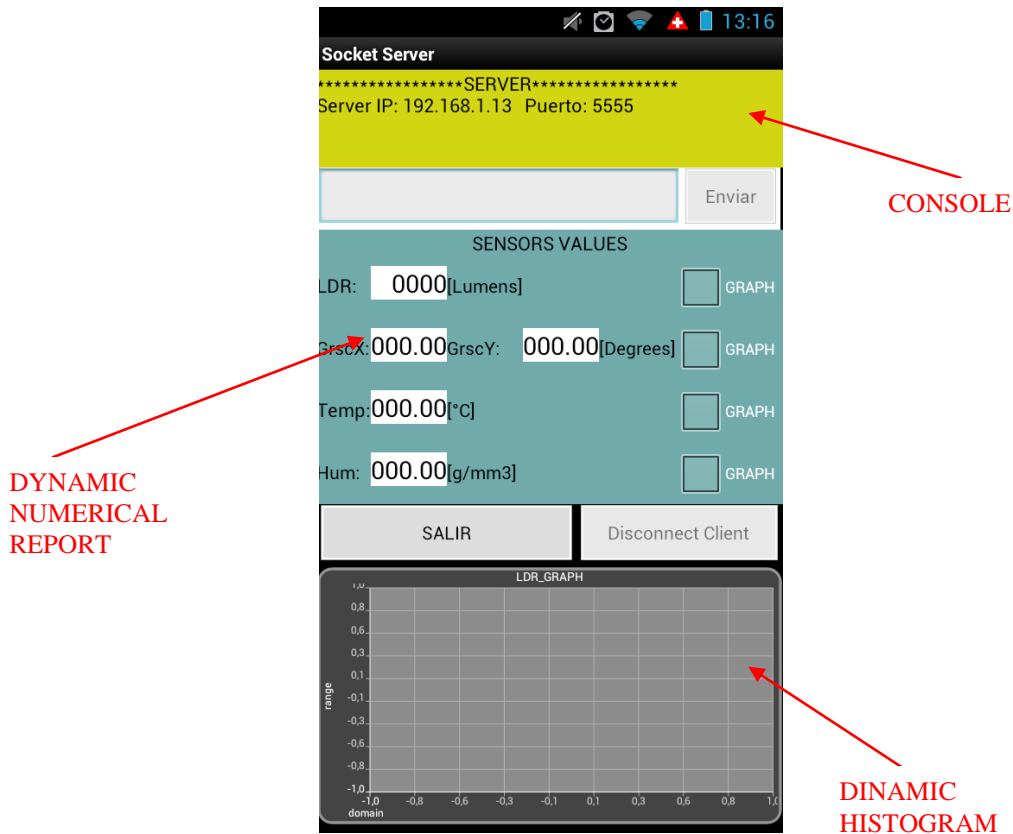 13:16
Socket Server
*****************SERVER*****************
Server IP: 192.168.1.13 Puerto: 5555
Enviar
CONSOLE
SENSORS VALUES
LDR: 0000[Lumens] GRAPH
GrscX:000.00GrscY: 000.00[Degrees] GRAPH
Temp:000.00[°C] GRAPH
Hum: 000.00[g/mm3] GRAPH
DYNAMIC
NUMERICAL
REPORT
SALIR Disconnect Client
LDR_GRAPH
1,0
0,8
0,6
0,3
0,1
-0,1
-0,3
-0,6
-0,8
-1,0
range
-1,0 -0,8 -0,6 -0,3 -0,1 0,1 0,3 0,6 0,8 1,0
domain
DINAMIC
HISTOGRAM